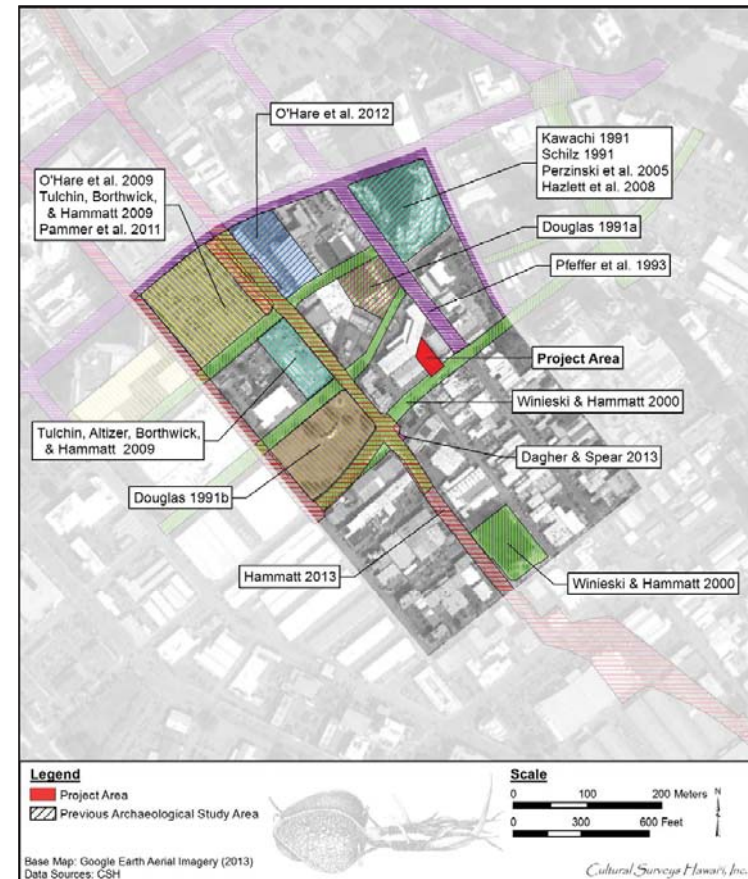 O'Hare et al. 2012
Kawachi 1991
Schilz 1991
Perzinski et al. 2005
Hazlett et al. 2008
O'Hare et al. 2009
Tulchin, Borthwick,
& Hammatt 2009
Pammer et al. 2011
Douglas 1991a
Pfeffer et al. 1993
Project Area
Winieski & Hammatt 2000
Tulchin, Altizer, Borthwick,
& Hammatt 2009
Dagher & Spear 2013
Douglas 1991b
Hammatt 2013
Winieski & Hammatt 2000
Legend
Project Area
Previous Archaeological Study Area
Scale
0 100 200 Meters
0 300 600 Feet
N
Base Map: Google Earth Aerial Imagery (2013)
Data Sources: CSH
Cultural Surveys Hawai'i, Inc.